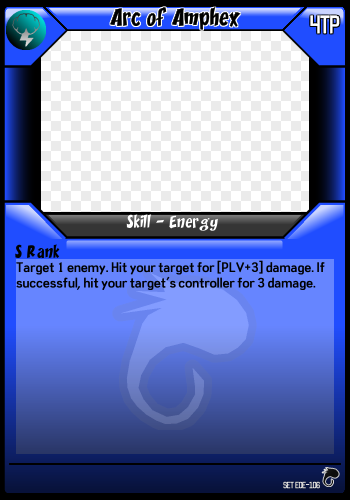 Arc of Amphex
4TP
Skill - Energy
S Rank
Target 1 enemy. Hit your target for [PLV+3] damage. If
successful, hit your target's controller for 3 damage.
SET EOE-106